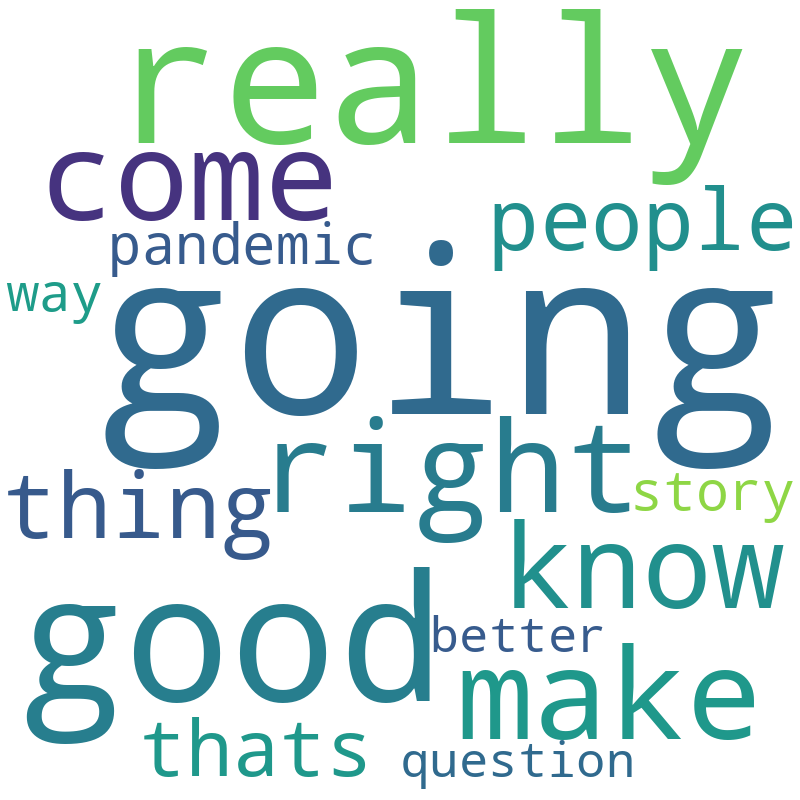 really
come
people
pandemic
way
going
right
thing
story
know
good
better
make
thats
question